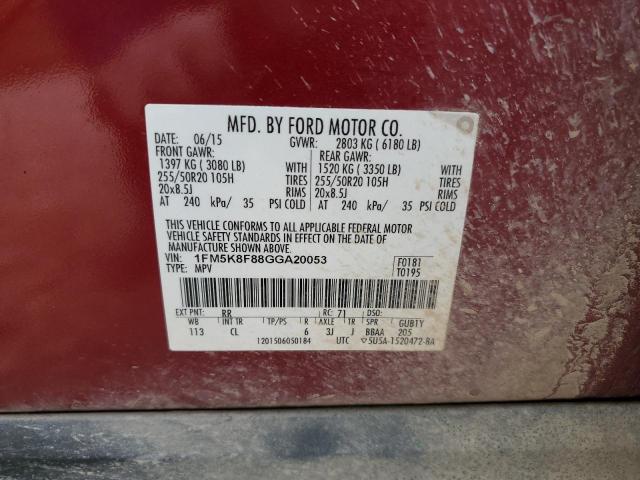 MFD. BY FORD MOTOR CO.
DATE: 06/15 GVWR: 2803 KG ( 6180 LB)
FRONT GAWR: REAR GAWR:
1397 KG ( 3080 LB) WITH 1520 KG ( 3350 LB) WITH
255/50R20 105H TIRES 255/50R20 105H TIRES
20x8.5J RIMS 20x8.5J RIMS
AT 240 kPa/ 35 PSI COLD AT 240 kPa/ 35 PSI COLD
THIS VEHICLE CONFORMS TO ALL APPLICABLE FEDERAL MOTOR
VEHICLE SAFETY STANDARDS IN EFFECT ON THE DATE OF
MANUFACTURE SHOWN ABOVE.
VIN: 1FM5K8F88GGA20053 F0181
TYPE: MPV T0195
EXT PNT: RR RC: 71 DSO:
WB INT TR TP/PS R AXLE TR SPR GUB1Y
113 CL 6 3J J BBAA 205
1201506050184 UTC ▽5U5A-1520472-BA